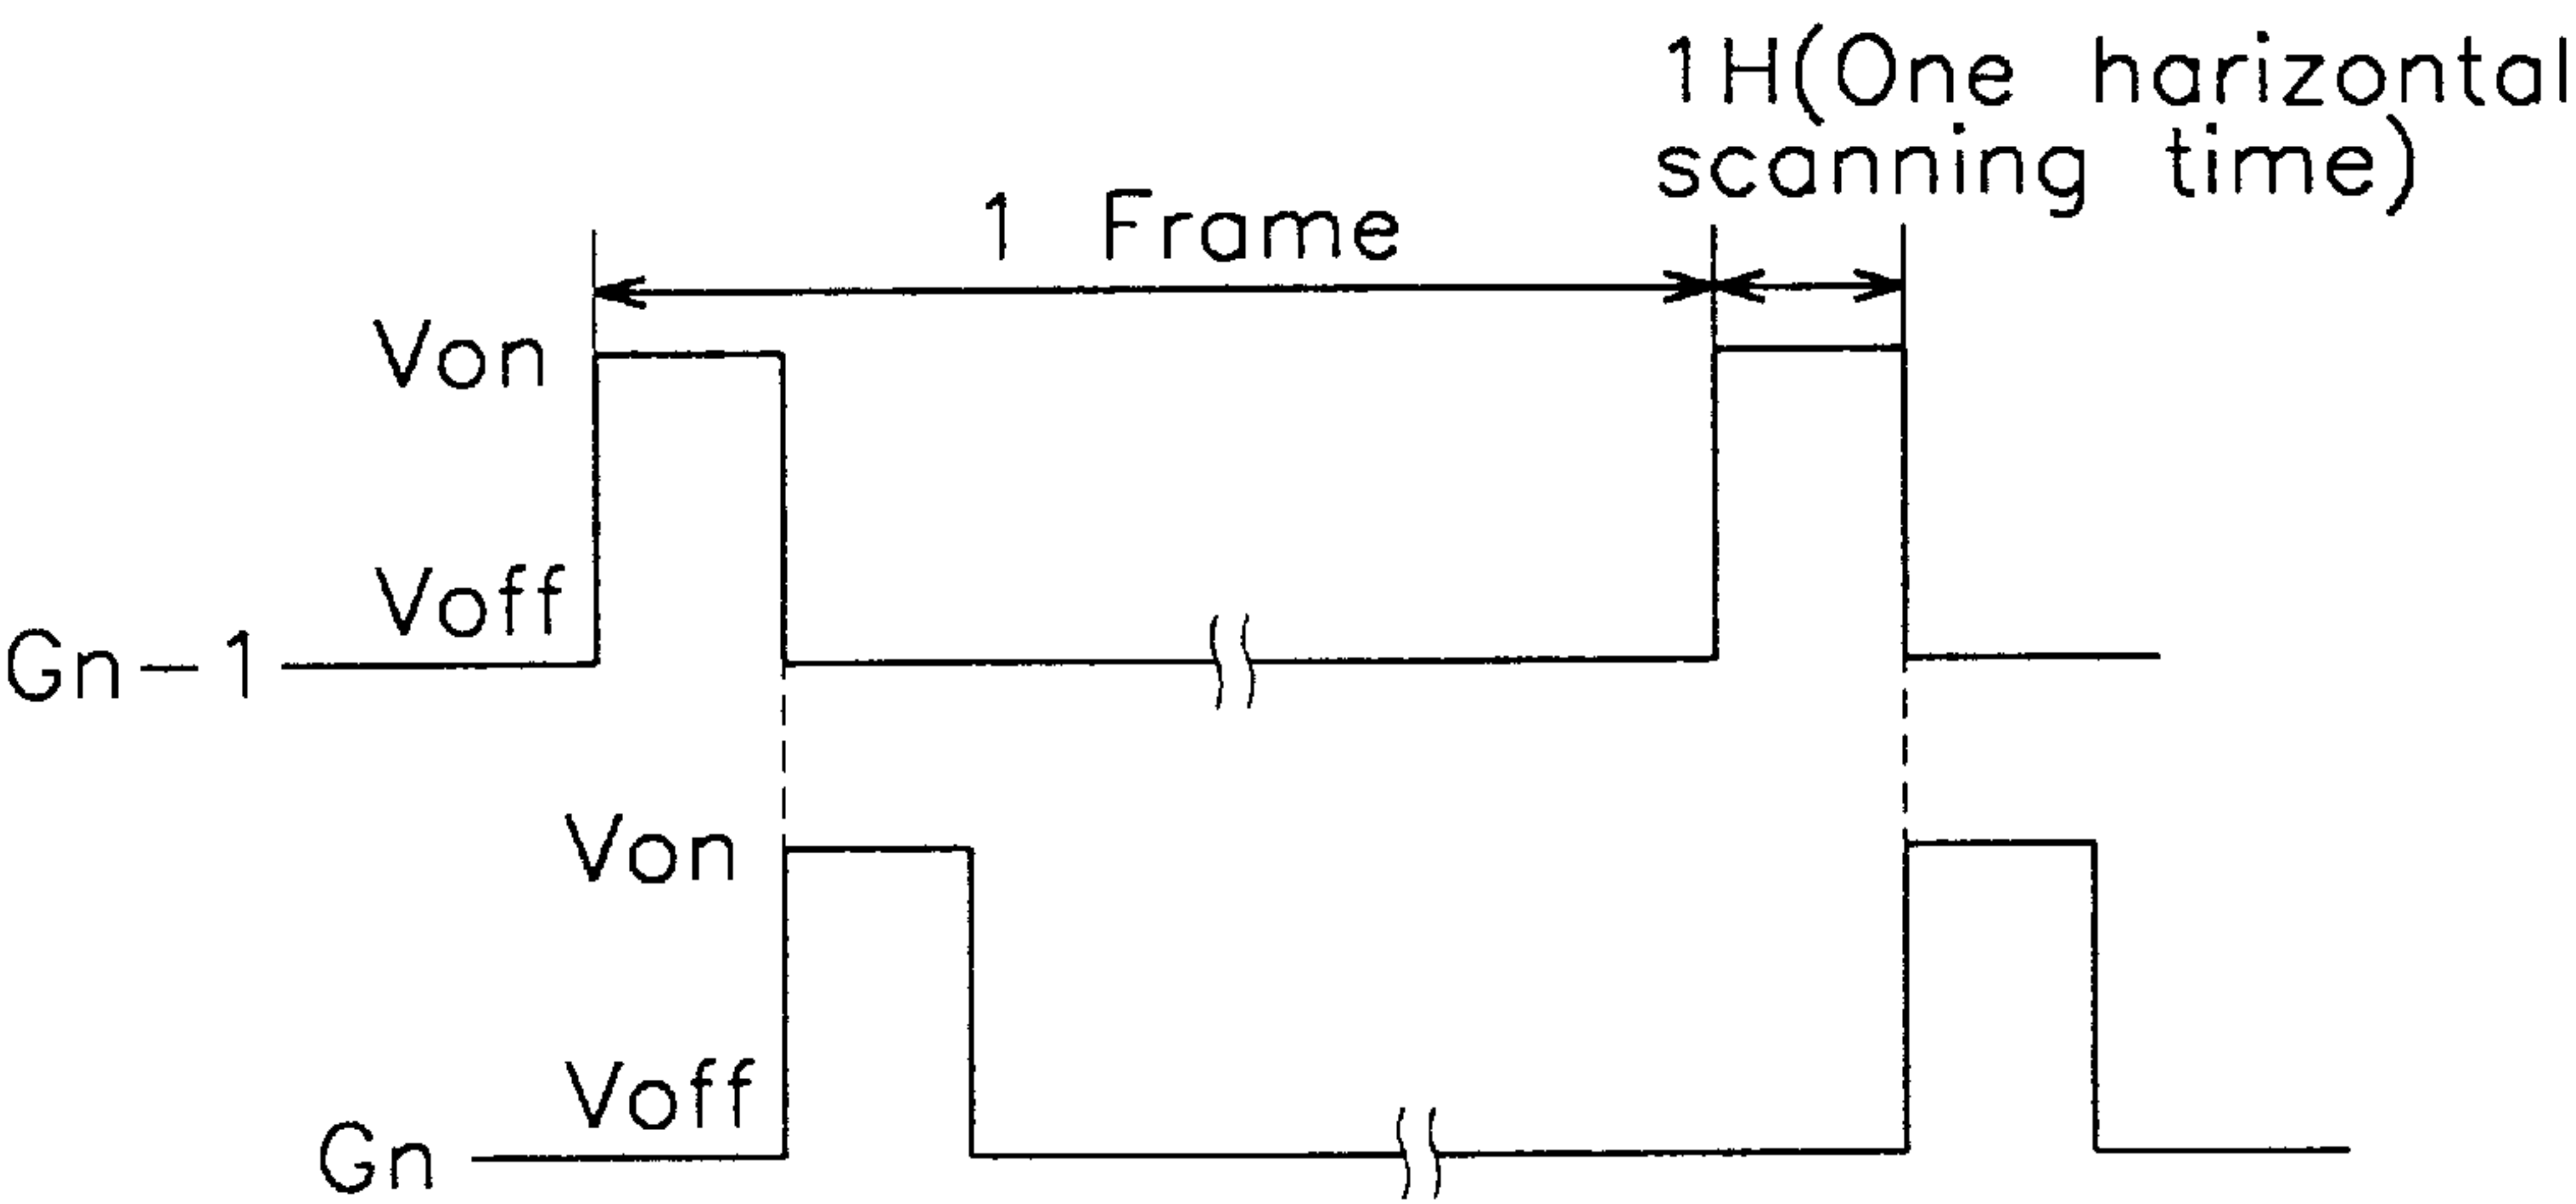 1H(One harizontal
scanning time)
1 Frame
Von
Voff
Gn-1
Von
Voff
Gn